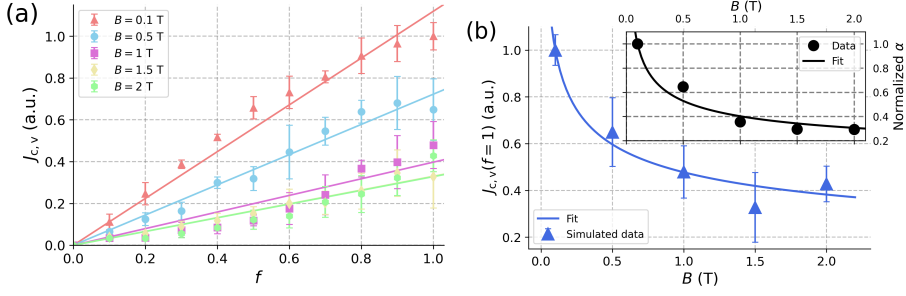 (a)
B = 0.1 T
B = 0.5 T
B = 1 T
B = 1.5 T
B = 2 T
J_c,v (a.u.)
1.0
0.8
0.6
0.4
0.2
0.0
0.0 0.2 0.4 0.6 0.8 1.0
f
(b)
B (T)
0.0 0.5 1.0 1.5 2.0
Data
Fit
1.0
0.8
0.6
0.4
0.2
Normalized α
J_c,v(f = 1) (a.u.)
1.0
0.8
0.6
0.4
0.2
Fit
Simulated data
0.0 0.5 1.0 1.5 2.0
B (T)